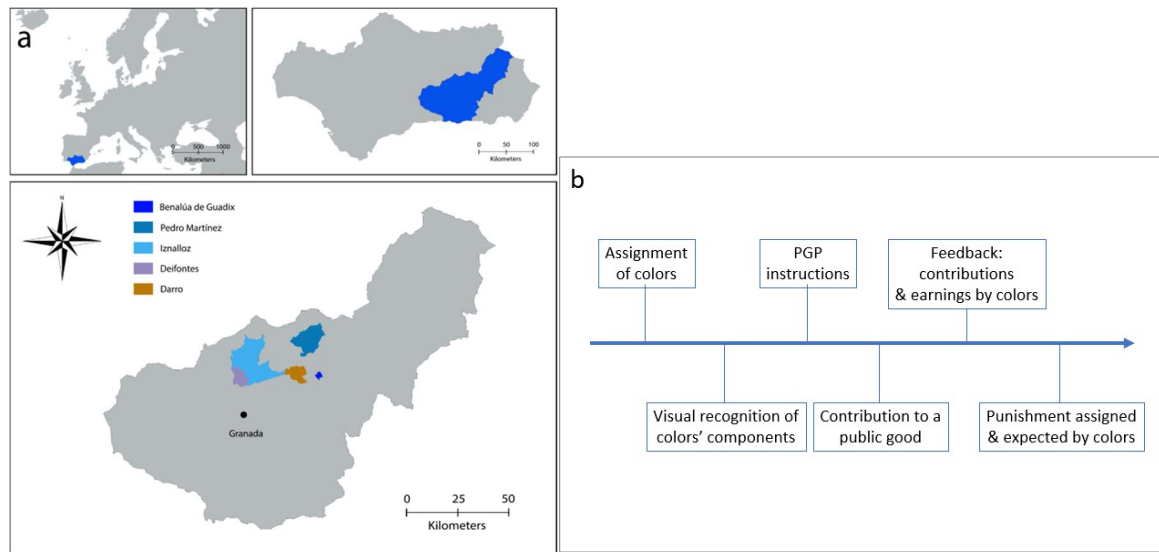 a
0 500 1000
Kilometers
0 50 100
Kilometers
N
Benalúa de Guadix
Pedro Martínez
Iznalloz
Deifontes
Darro
Granada
0 25 50
Kilometers
b
Assignment
of colors
PGP
instructions
Feedback:
contributions
& earnings by colors
Visual recognition of
colors’ components
Contribution to a
public good
Punishment assigned
& expected by colors